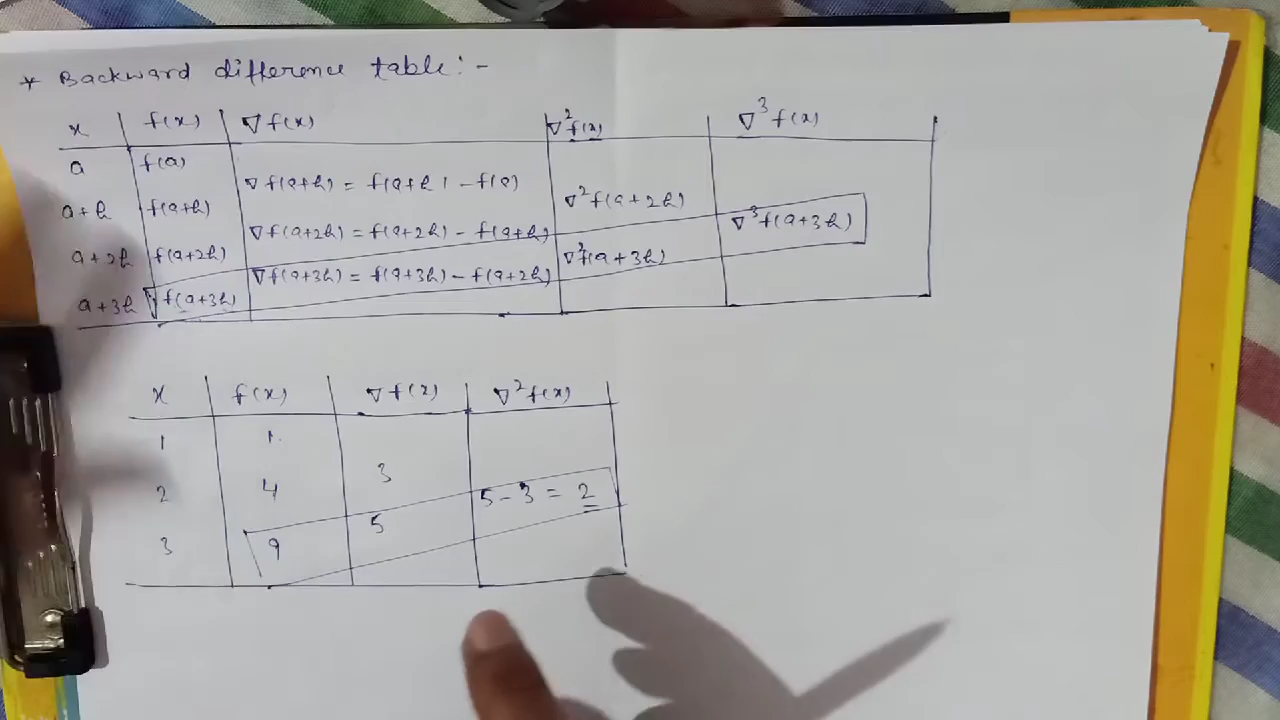 * Backward difference table:-
x f(x) ∇f(x) ∇²f(x) ∇³f(x)
a f(a)
∇f(a+h) = f(a+h) - f(a)
a+h f(a+h) ∇²f(a+2h)
∇f(a+2h) = f(a+2h) - f(a+h) ∇³f(a+3h)
a+2h f(a+2h) ∇²f(a+3h)
∇f(a+3h) = f(a+3h) - f(a+2h)
a+3h ∇f(a+3h)
x f(x) ∇f(x) ∇²f(x)
1 1.
3
2 4 5-3 = 2
5
3 9